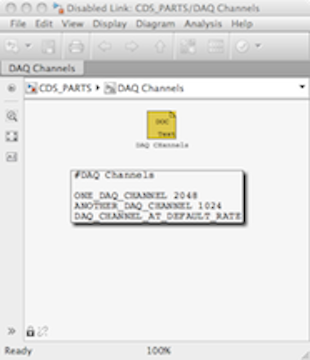 Disabled Link: CDS_PARTS/DAQ Channels
File Edit View Display Diagram Analysis Help
DAQ Channels
CDS_PARTS DAQ Channels
DOC
Text
DAQ Channels
#DAQ Channels
ONE_DAQ_CHANNEL 2048
ANOTHER_DAQ_CHANNEL 1024
DAQ_CHANNEL_AT_DEFAULT_RATE
Ready 100%